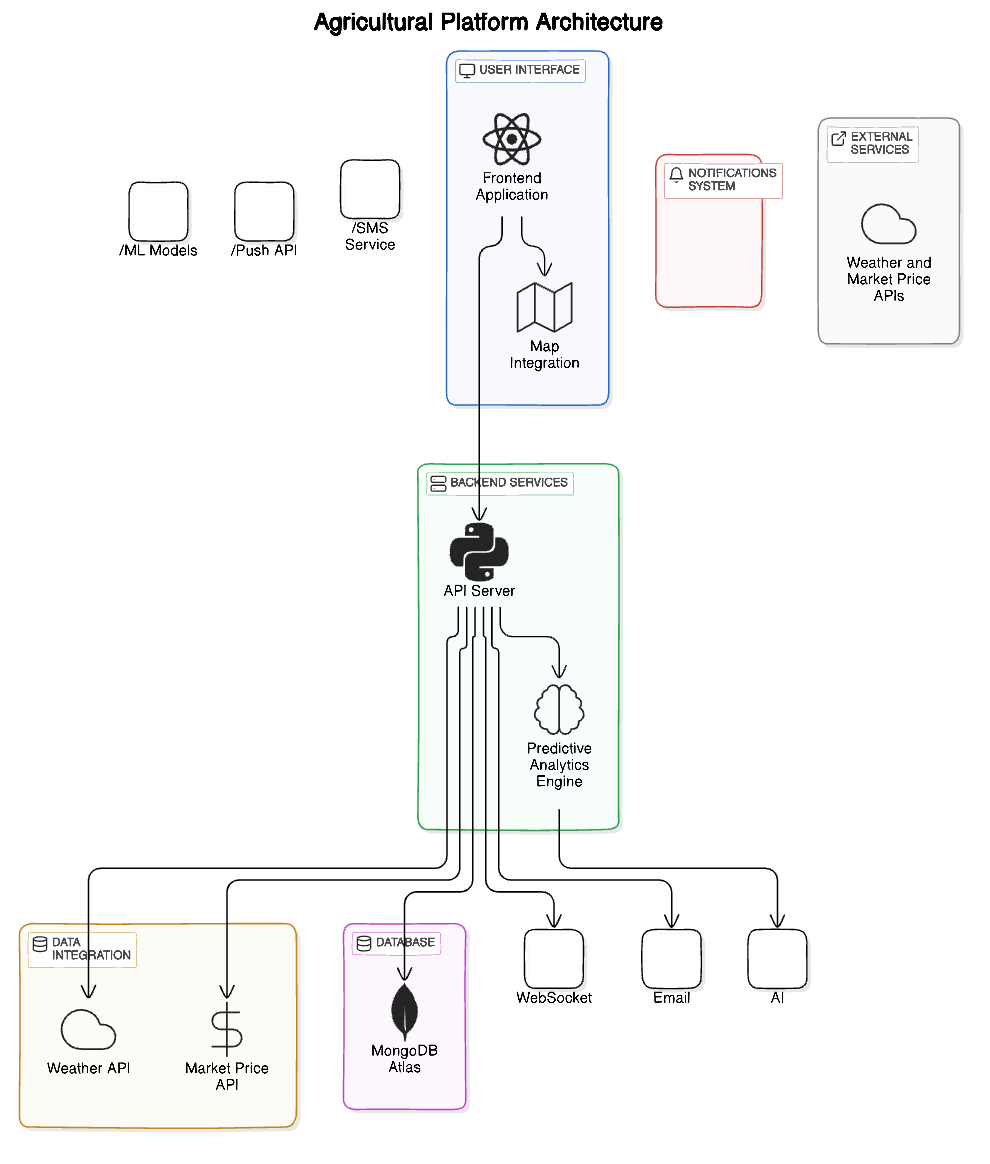 Agricultural Platform Architecture
USER INTERFACE
Frontend
Application
Map
Integration
/ML Models
/Push API
/SMS
Service
NOTIFICATIONS
SYSTEM
EXTERNAL
SERVICES
Weather and
Market Price
APIs
BACKEND SERVICES
API Server
Predictive
Analytics
Engine
DATA
INTEGRATION
Weather API
Market Price
API
DATABASE
MongoDB
Atlas
WebSocket
Email
AI